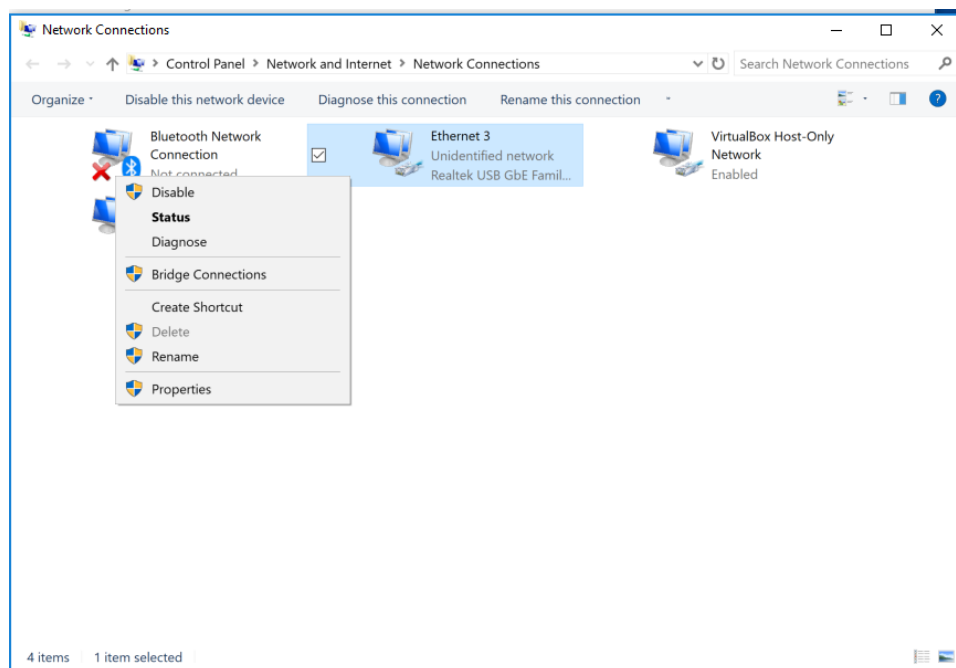 Network Connections
Control Panel > Network and Internet > Network Connections
Search Network Connections
Organize
Disable this network device
Diagnose this connection
Rename this connection
Bluetooth Network
Connection
Not connected
Ethernet 3
Unidentified network
Realtek USB GbE Famil...
VirtualBox Host-Only
Network
Enabled
Disable
Status
Diagnose
Bridge Connections
Create Shortcut
Delete
Rename
Properties
4 items
1 item selected